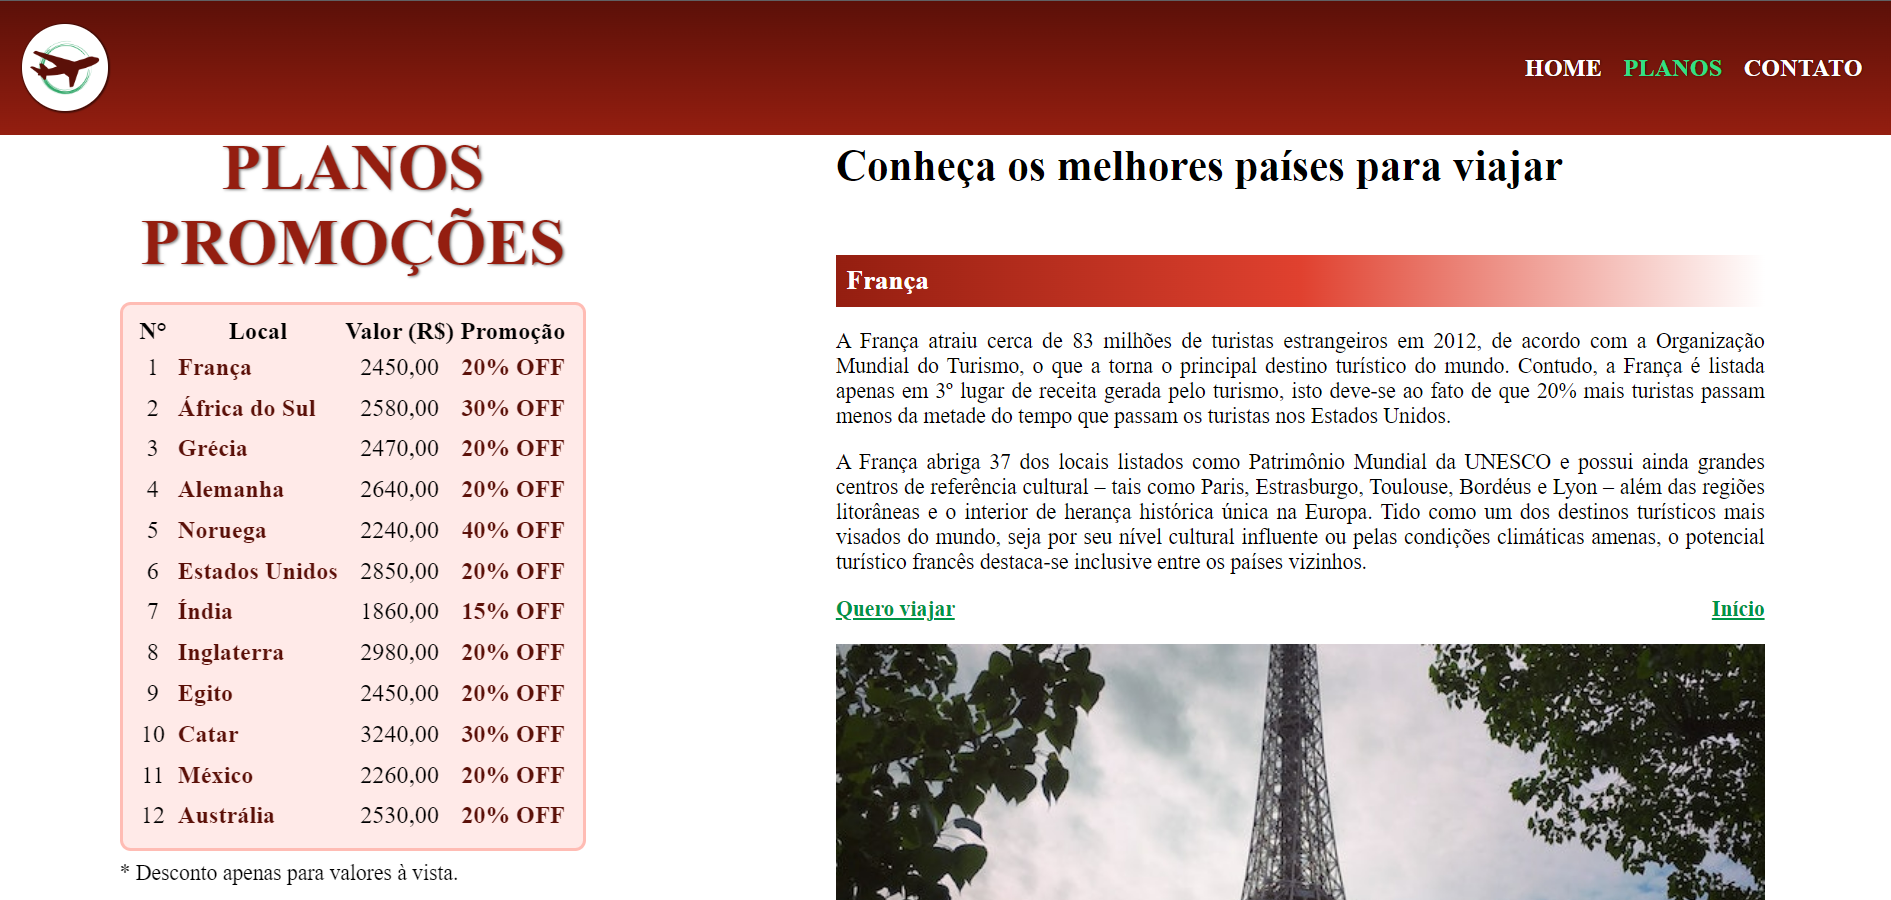 HOME PLANOS CONTATO
PLANOS
PROMOÇÕES
N° Local Valor (R$) Promoção
1 França 2450,00 20% OFF
2 África do Sul 2580,00 30% OFF
3 Grécia 2470,00 20% OFF
4 Alemanha 2640,00 20% OFF
5 Noruega 2240,00 40% OFF
6 Estados Unidos 2850,00 20% OFF
7 Índia 1860,00 15% OFF
8 Inglaterra 2980,00 20% OFF
9 Egito 2450,00 20% OFF
10 Catar 3240,00 30% OFF
11 México 2260,00 20% OFF
12 Austrália 2530,00 20% OFF
* Desconto apenas para valores à vista.
Conheça os melhores países para viajar
França
A França atraiu cerca de 83 milhões de turistas estrangeiros em 2012, de acordo com a Organização
Mundial do Turismo, o que a torna o principal destino turístico do mundo. Contudo, a França é listada
apenas em 3º lugar de receita gerada pelo turismo, isto deve-se ao fato de que 20% mais turistas passam
menos da metade do tempo que passam os turistas nos Estados Unidos.
A França abriga 37 dos locais listados como Patrimônio Mundial da UNESCO e possui ainda grandes
centros de referência cultural – tais como Paris, Estrasburgo, Toulouse, Bordéus e Lyon – além das regiões
litorâneas e o interior de herança histórica única na Europa. Tido como um dos destinos turísticos mais
visados do mundo, seja por seu nível cultural influente ou pelas condições climáticas amenas, o potencial
turístico francês destaca-se inclusive entre os países vizinhos.
Quero viajar Início